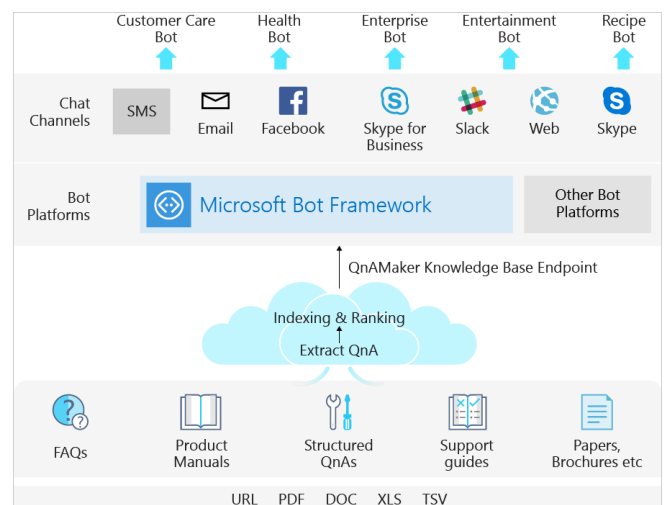 Customer Care Bot
Health Bot
Enterprise Bot
Entertainment Bot
Recipe Bot
Chat Channels
SMS
Email
Facebook
Skype for Business
Slack
Web
Skype
Bot Platforms
Microsoft Bot Framework
Other Bot Platforms
QnAMaker Knowledge Base Endpoint
Indexing & Ranking
Extract QnA
FAQs
Product Manuals
Structured QnAs
Support guides
Papers, Brochures etc
URL PDF DOC XLS TSV